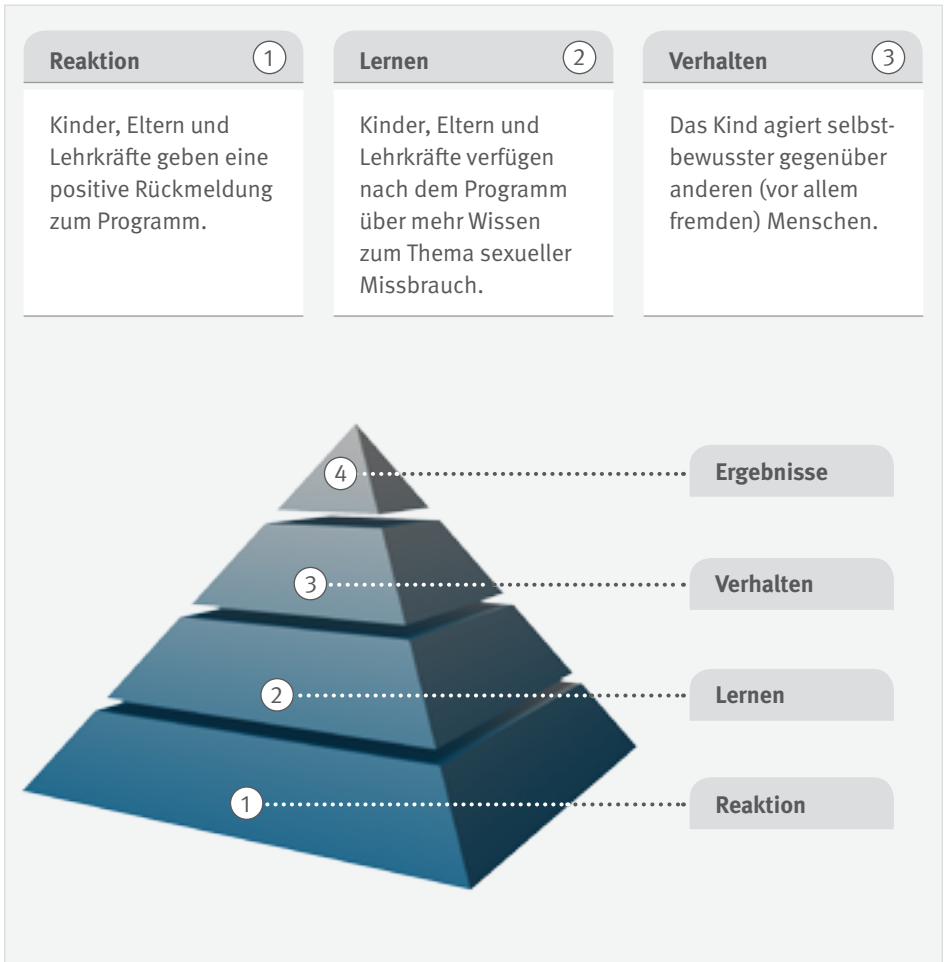 Reaktion 1
Kinder, Eltern und
Lehrkräfte geben eine
positive Rückmeldung
zum Programm.
Lernen 2
Kinder, Eltern und
Lehrkräfte verfügen
nach dem Programm
über mehr Wissen
zum Thema sexueller
Missbrauch.
Verhalten 3
Das Kind agiert selbst-
bewusster gegenüber
anderen (vor allem
fremden) Menschen.
4 Ergebnisse
3 Verhalten
2 Lernen
1 Reaktion